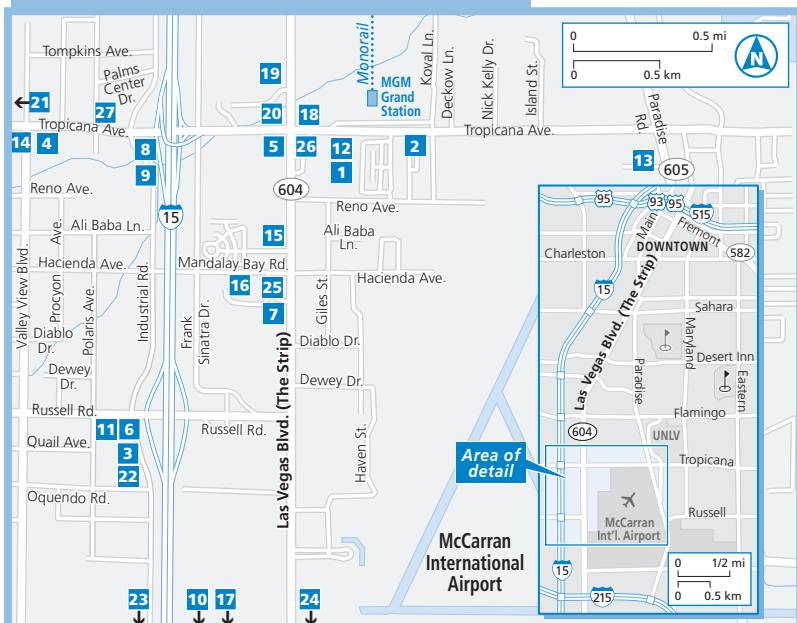 0 0.5 mi
0 0.5 km
N
Tompkins Ave.
Palms
Center
Dr.
19
Monorail
MGM
Grand
Station
Koval Ln.
Deckow Ln.
Nick Kelly Dr.
Island St.
Paradise
Rd.
21
27
20
18
Tropicana Ave.
Tropicana Ave.
14
4
8
5
26
12
2
13
605
9
1
604
Reno Ave.
Reno Ave.
15
Ali Baba Ln.
15
Ali Baba
Ln.
Hacienda Ave.
Mandalay Bay Rd.
Hacienda Ave.
16
25
7
Valley View Blvd.
Procyon Ave.
Polaris Ave.
Industrial Rd.
Frank
Sinatra Dr.
Giles St.
Diablo
Dr.
Diablo Dr.
Dewey
Dr.
Dewey Dr.
Las Vegas Blvd. (The Strip)
Haven St.
Russell Rd.
Russell Rd.
11
6
Quail Ave.
3
22
Oquendo Rd.
23
10
17
24
McCarran
International
Airport
Area of
detail
95
93
95
515
Main
Fremont
DOWNTOWN
582
Charleston
15
Las Vegas Blvd. (The Strip)
Sahara
Maryland
Desert Inn
Paradise
Eastern
Flamingo
604
UNLV
Tropicana
McCarran
Int'l. Airport
Russell
15
215
0 1/2 mi
0 0.5 km